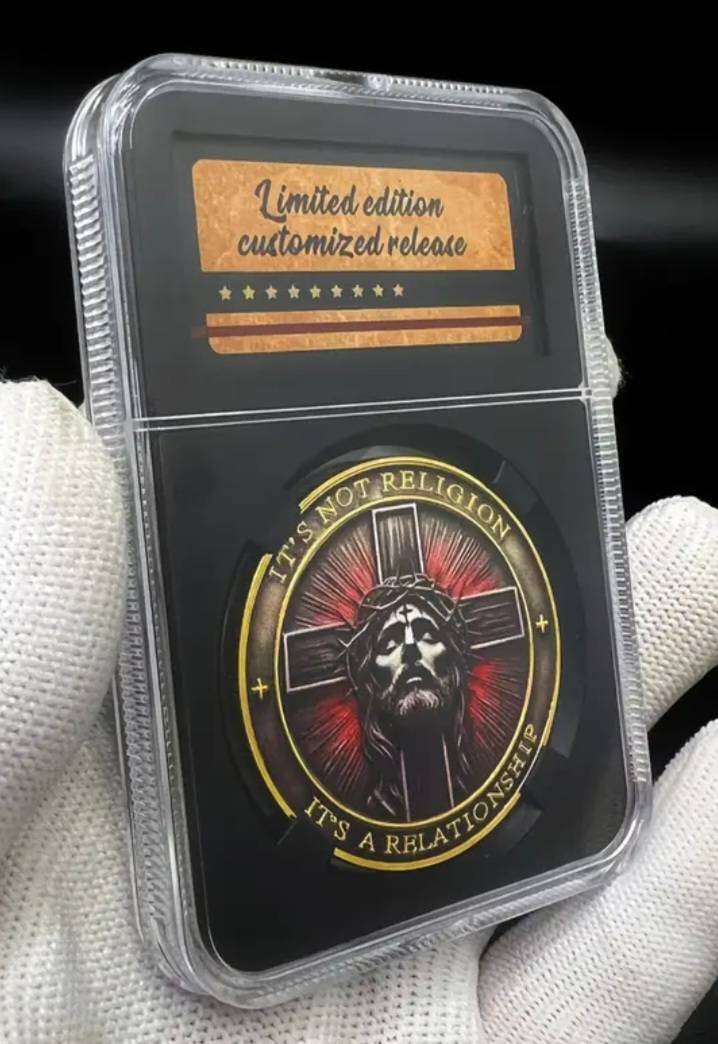 Limited edition
customized release
IT'S NOT RELIGION
IT'S A RELATIONSHIP